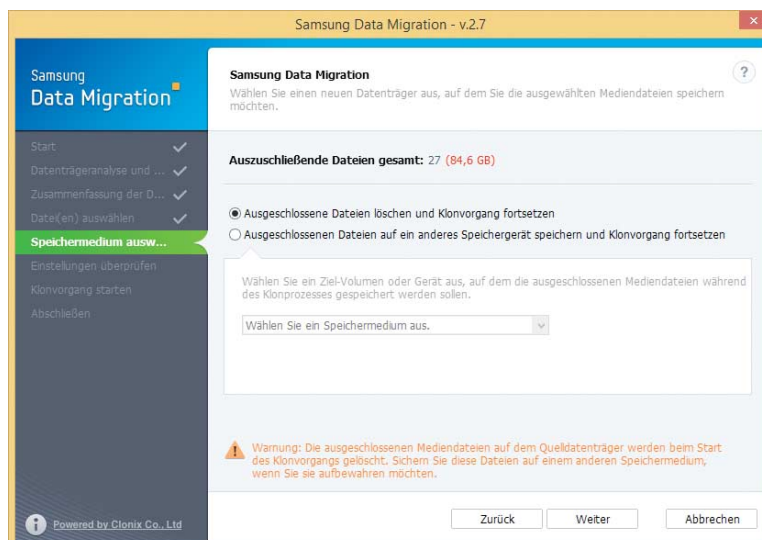 Samsung Data Migration - v.2.7
Samsung
Data Migration
Start
Datenträgeranalyse und ...
Zusammenfassung der D...
Datei(en) auswählen
Speichermedium ausw...
Einstellungen überprüfen
Klonvorgang starten
Abschließen
Powered by Clonix Co., Ltd
Samsung Data Migration
?
Wählen Sie einen neuen Datenträger aus, auf dem Sie die ausgewählten Mediendateien speichern
möchten.
Auszuschließende Dateien gesamt: 27 (84,6 GB)
Ausgeschlossene Dateien löschen und Klonvorgang fortsetzen
Ausgeschlossenen Dateien auf ein anderes Speichergerät speichern und Klonvorgang fortsetzen
Wählen Sie ein Ziel-Volumen oder Gerät aus, auf dem die ausgeschlossenen Mediendateien während
des Klonprozesses gespeichert werden sollen.
Wählen Sie ein Speichermedium aus.
Warnung: Die ausgeschlossenen Mediendateien auf dem Quelldatenträger werden beim Start
des Klonvorgangs gelöscht. Sichern Sie diese Dateien auf einem anderen Speichermedium,
wenn Sie sie aufbewahren möchten.
Zurück
Weiter
Abbrechen